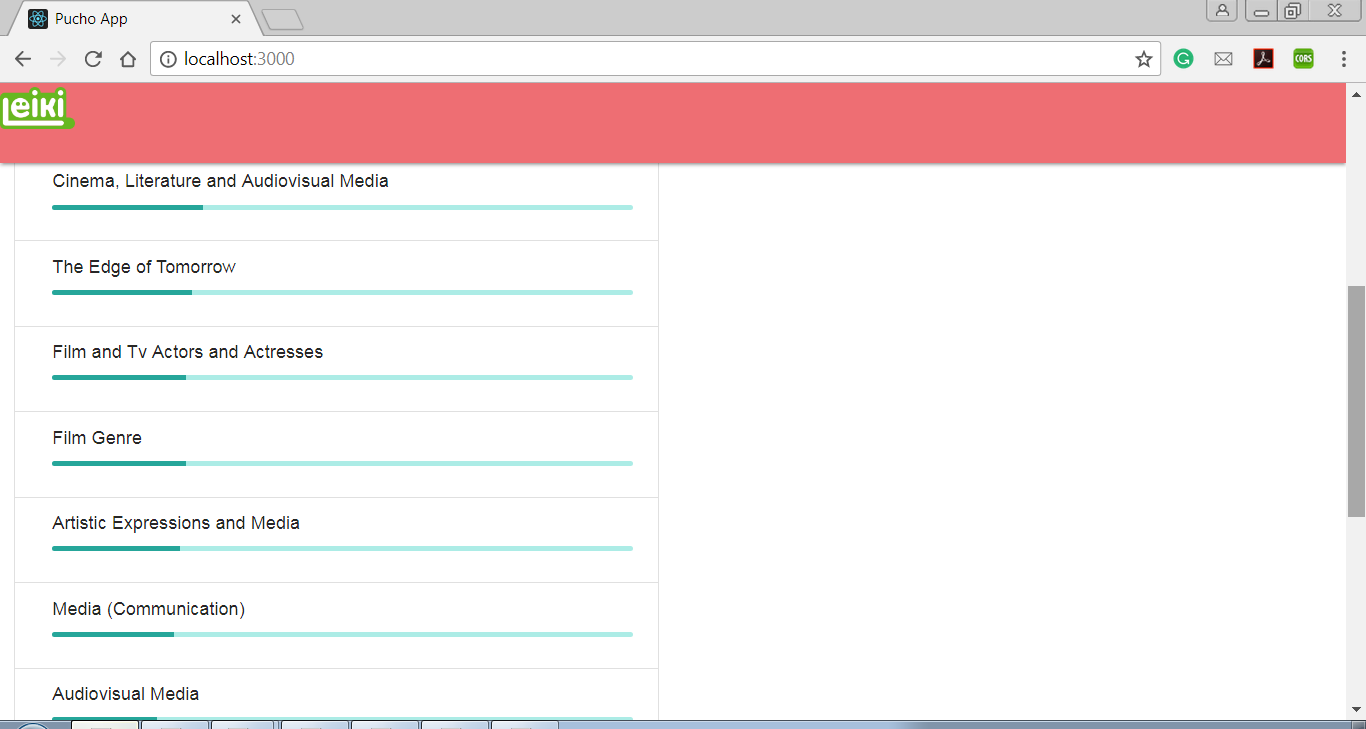 Pucho App
localhost:3000
CORS
leiki
Cinema, Literature and Audiovisual Media
The Edge of Tomorrow
Film and Tv Actors and Actresses
Film Genre
Artistic Expressions and Media
Media (Communication)
Audiovisual Media